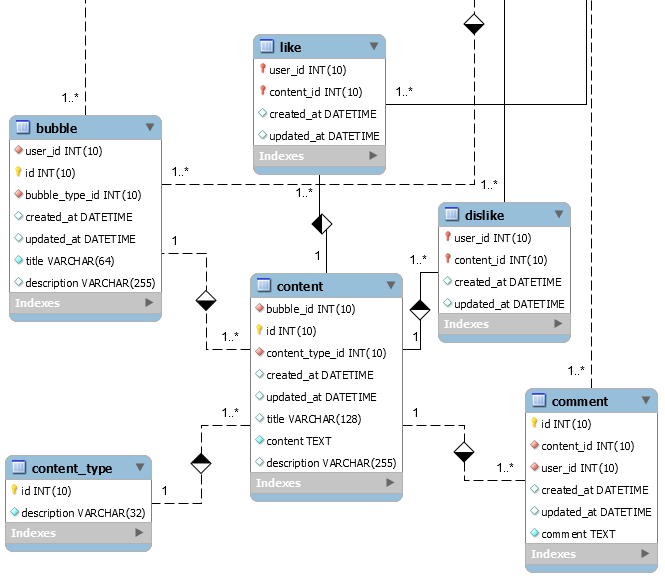 like
user_id INT(10)
content_id INT(10)
created_at DATETIME
updated_at DATETIME
Indexes
1..*
1..*
1..*
bubble
user_id INT(10)
id INT(10)
bubble_type_id INT(10)
created_at DATETIME
updated_at DATETIME
title VARCHAR(64)
description VARCHAR(255)
Indexes
1..*
1
1..*
1..*
dislike
user_id INT(10)
content_id INT(10)
created_at DATETIME
updated_at DATETIME
Indexes
1..*
1
1
content
bubble_id INT(10)
id INT(10)
content_type_id INT(10)
created_at DATETIME
updated_at DATETIME
title VARCHAR(128)
content TEXT
description VARCHAR(255)
Indexes
1..*
1..*
1
1..*
1..*
comment
id INT(10)
content_id INT(10)
user_id INT(10)
created_at DATETIME
updated_at DATETIME
comment TEXT
Indexes
content_type
id INT(10)
description VARCHAR(32)
Indexes
1